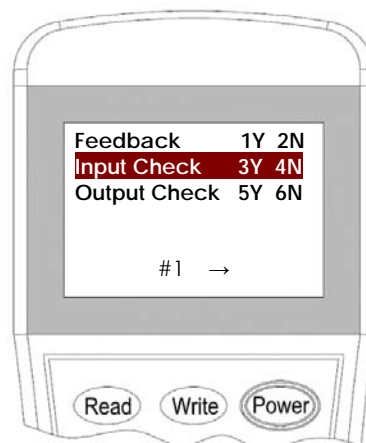 Feedback 1Y 2N
Input Check 3Y 4N
Output Check 5Y 6N
#1 →
Read Write Power